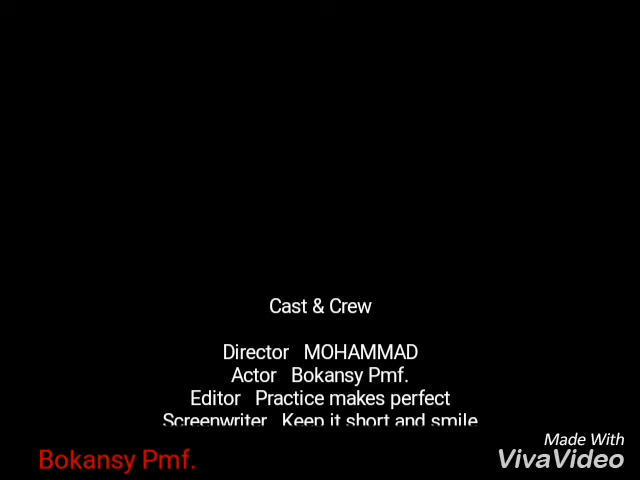 Cast & Crew
Director MOHAMMAD
Actor Bokansy Pmf.
Editor Practice makes perfect
Screenwriter Keep it short and smile
Bokansy Pmf.
Made With
VivaVideo